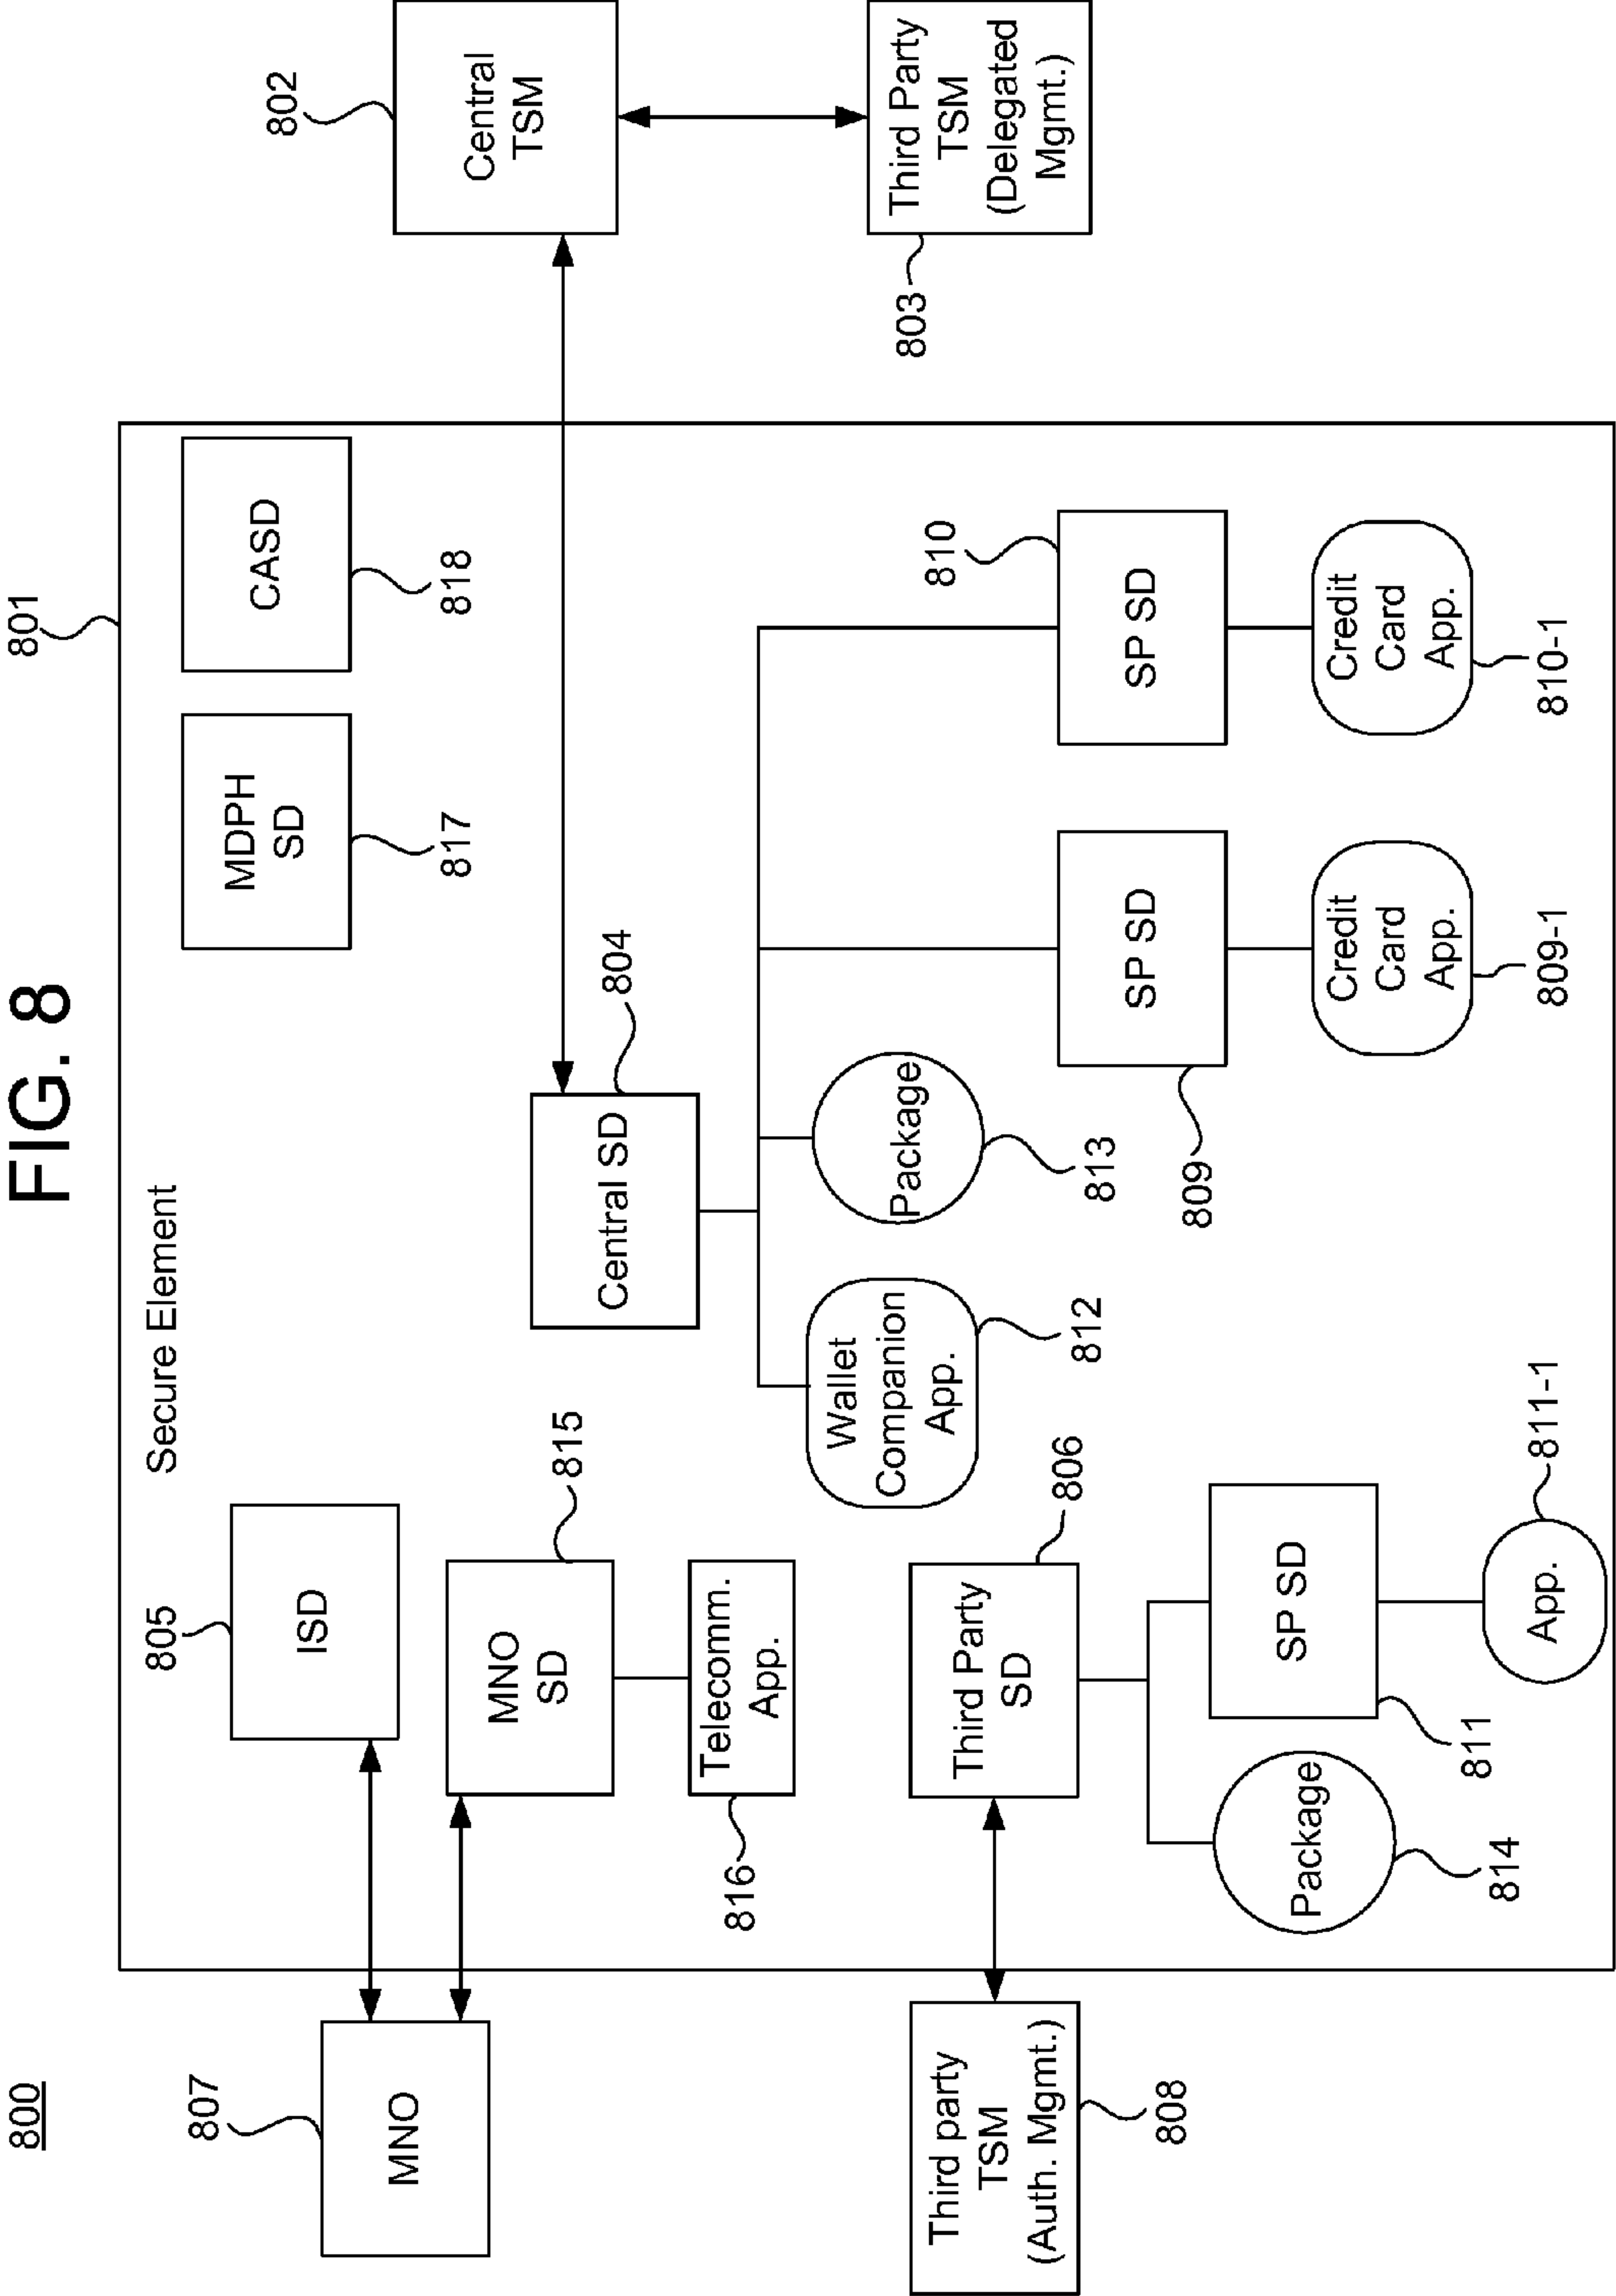 FIG. 8
800
801
Secure Element
807
MNO
805
ISD
MNO
SD
815
Telecomm.
App.
816
MDPH
SD
817
CASD
818
802
Central
TSM
Third Party
TSM
(Delegated
Mgmt.)
803
Central SD
804
Wallet
Companion
App.
812
Package
813
SP SD
809
Credit
Card
App.
809-1
SP SD
810
Credit
Card
App.
810-1
Third party
TSM
(Auth. Mgmt.)
808
Third Party
SD
806
Package
814
SP SD
811
App.
811-1